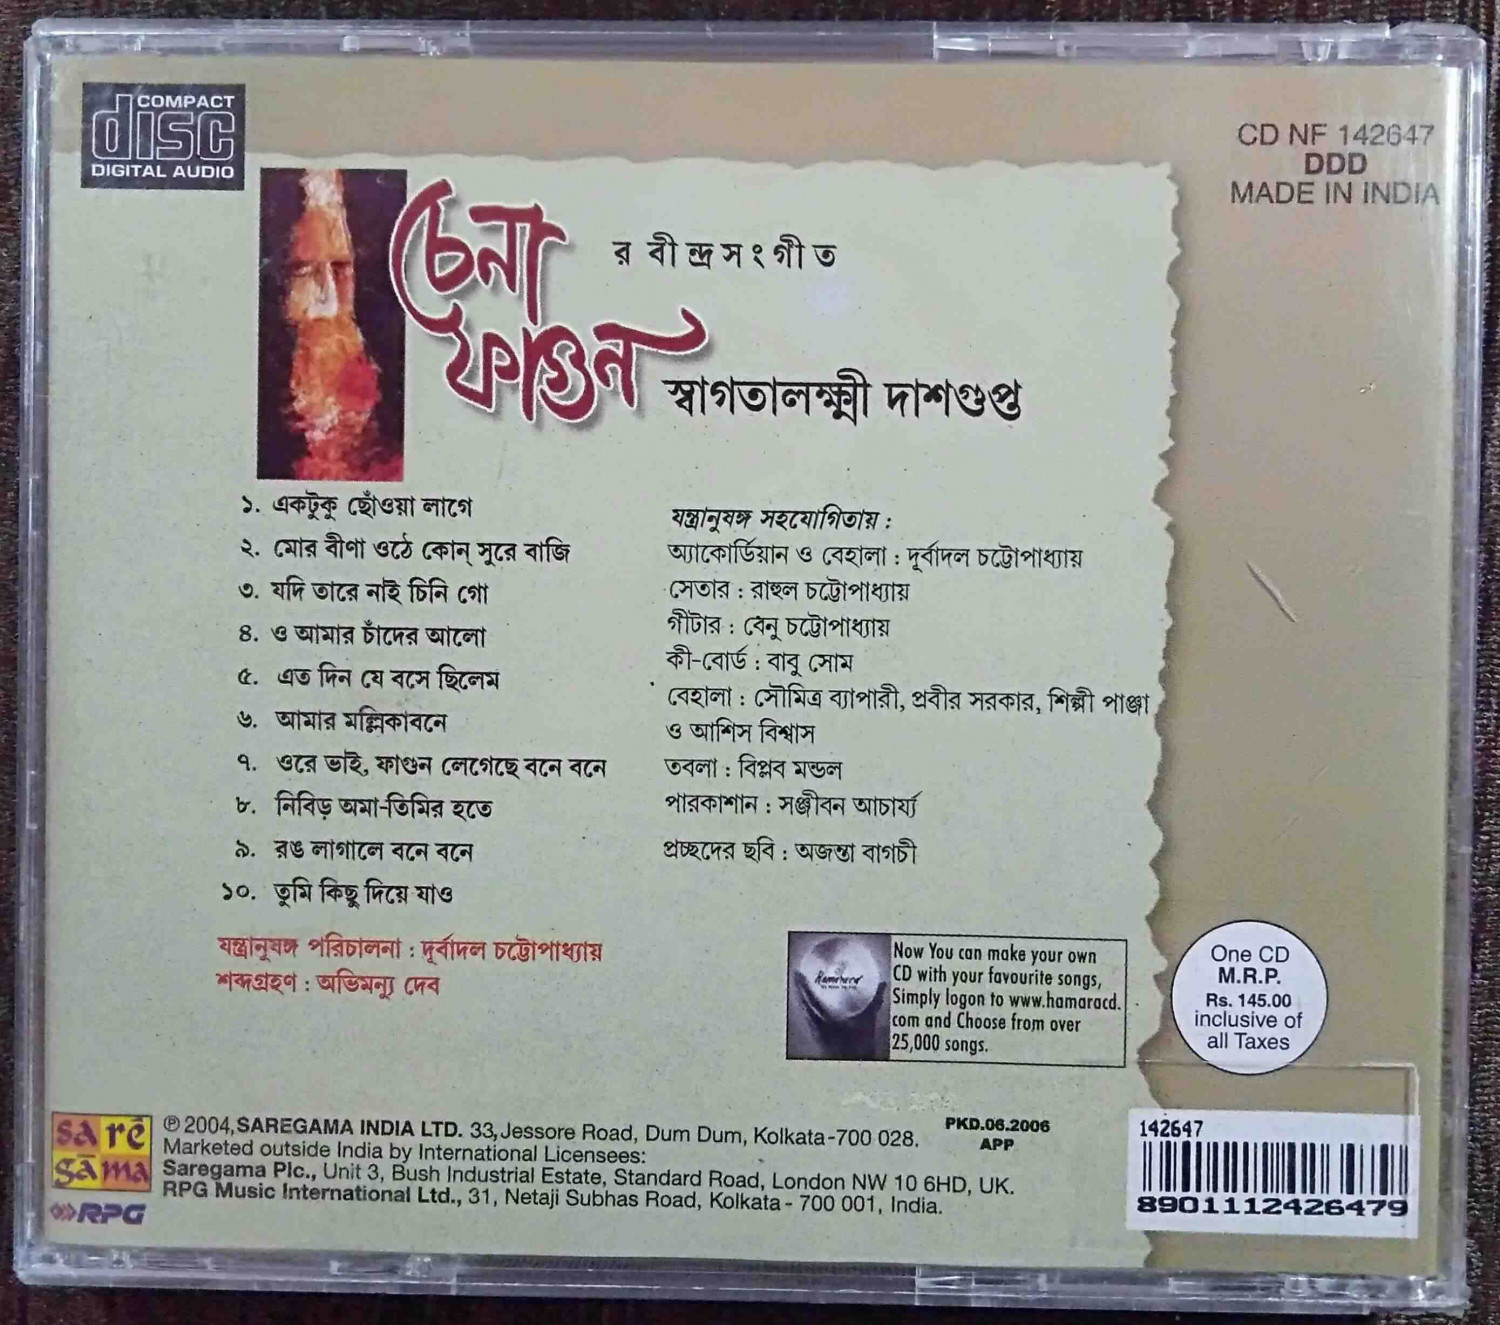 COMPACT
disc
DIGITAL AUDIO
CD NF 142647
DDD
MADE IN INDIA
চেনা
ফাগুন
রবীন্দ্রসংগীত
স্বাগতালক্ষ্মী দাশগুপ্ত
১. একটুকু ছোঁওয়া লাগে
২. মোর বীণা ওঠে কোন্ সুরে বাজি
৩. যদি তারে নাই চিনি গো
৪. ও আমার চাঁদের আলো
৫. এত দিন যে বসে ছিলেম
৬. আমার মল্লিকাবনে
৭. ওরে ভাই, ফাগুন লেগেছে বনে বনে
৮. নিবিড় অমা-তিমির হতে
৯. রঙ লাগালে বনে বনে
১০. তুমি কিছু দিয়ে যাও
যন্ত্রানুষঙ্গ পরিচালনা : দূর্বাদল চট্টোপাধ্যায়
শব্দগ্রহণ : অভিমন্যু দেব
যন্ত্রানুষঙ্গ সহযোগিতায় :
অ্যাকোর্ডিয়ান ও বেহালা : দূর্বাদল চট্টোপাধ্যায়
সেতার : রাহুল চট্টোপাধ্যায়
গীটার : বেনু চট্টোপাধ্যায়
কী-বোর্ড : বাবু সোম
বেহালা : সৌমিত্র ব্যাপারী, প্রবীর সরকার, শিল্পী পাঞ্জা
ও আশিস বিশ্বাস
তবলা : বিপ্লব মন্ডল
পারকাশান : সঞ্জীবন আচার্য্য
প্রচ্ছদের ছবি : অজন্তা বাগচী
Now You can make your own
CD with your favourite songs,
Simply logon to www.hamaracd.
com and Choose from over
25,000 songs.
One CD
M.R.P.
Rs. 145.00
inclusive of
all Taxes
sa rē
gāma
RPG
℗ 2004, SAREGAMA INDIA LTD. 33, Jessore Road, Dum Dum, Kolkata-700 028.
Marketed outside India by International Licensees:
Saregama Plc., Unit 3, Bush Industrial Estate, Standard Road, London NW 10 6HD, UK.
RPG Music International Ltd., 31, Netaji Subhas Road, Kolkata - 700 001, India.
PKD.06.2006
APP
142647
8901112426479